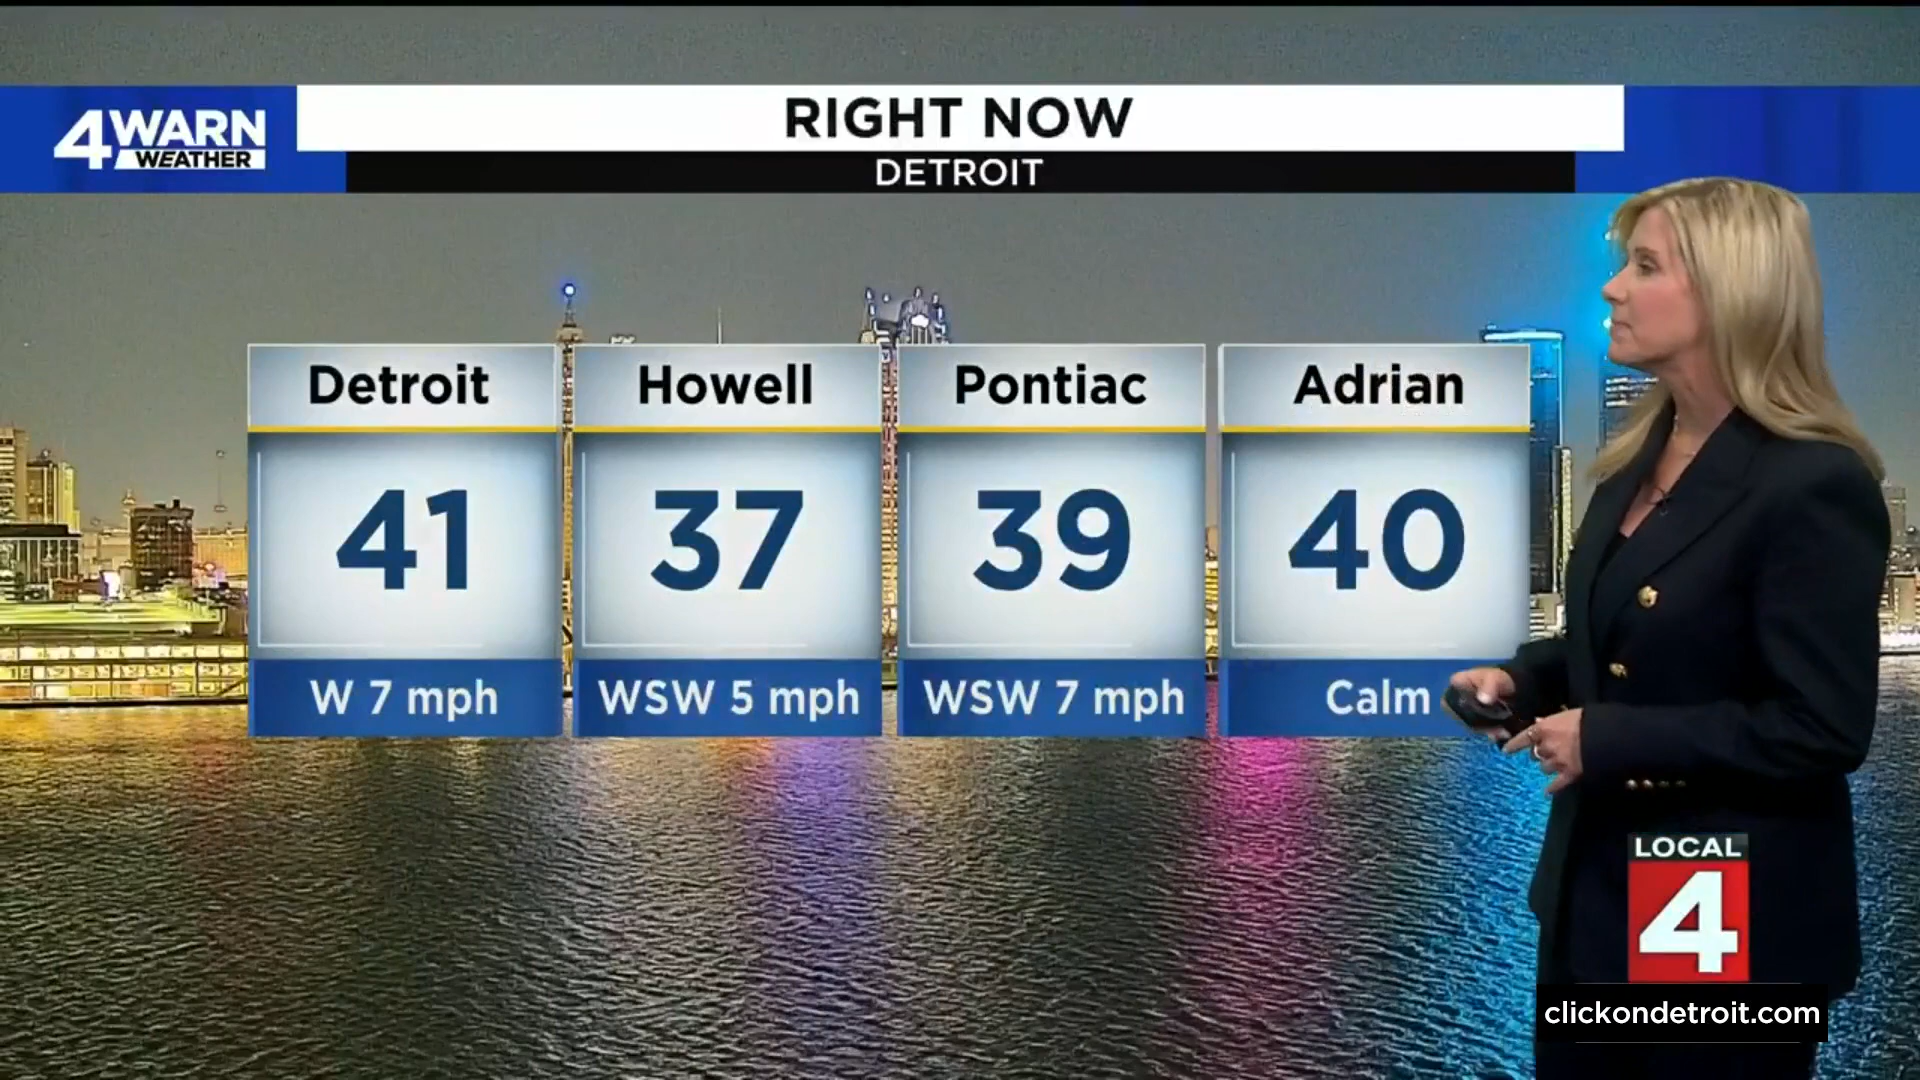 4WARN
WEATHER
RIGHT NOW
DETROIT
Detroit
Howell
Pontiac
Adrian
41
37
39
40
W 7 mph
WSW 5 mph
WSW 7 mph
Calm
LOCAL
4
clickondetroit.com